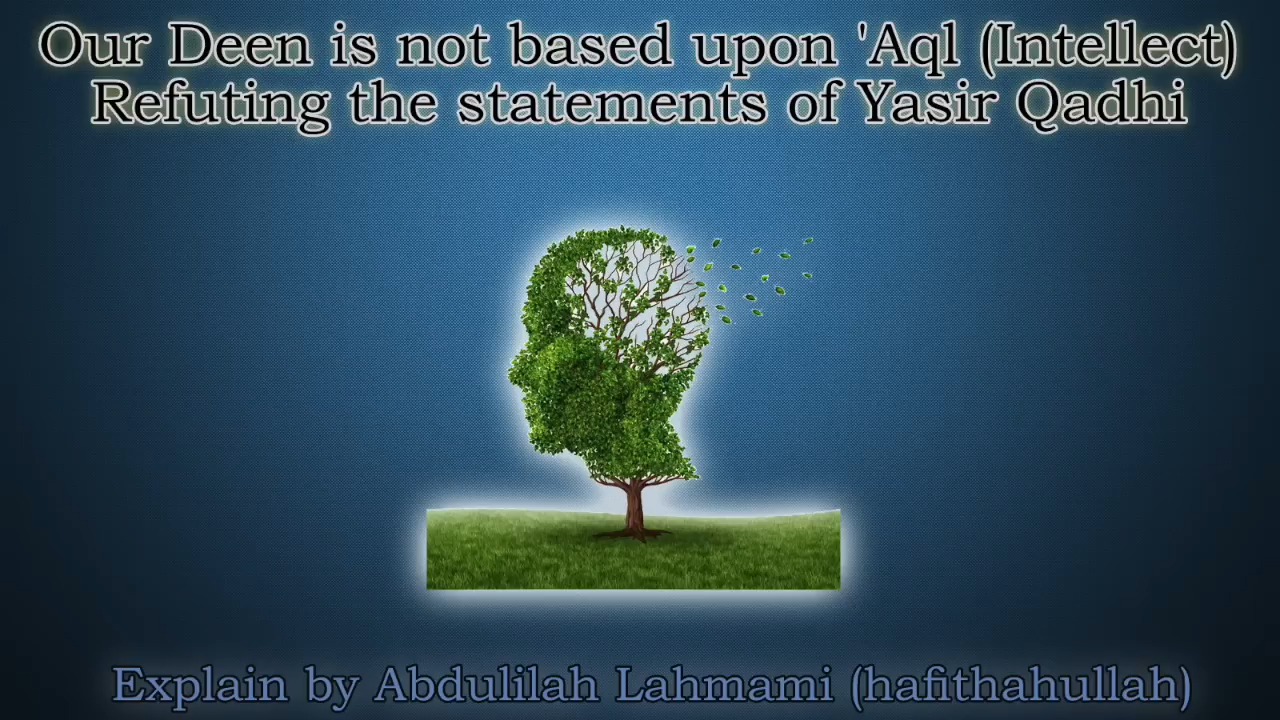 Our Deen is not based upon 'Aql (Intellect)
Refuting the statements of Yasir Qadhi
Explain by Abdulilah Lahmami (hafithahullah)